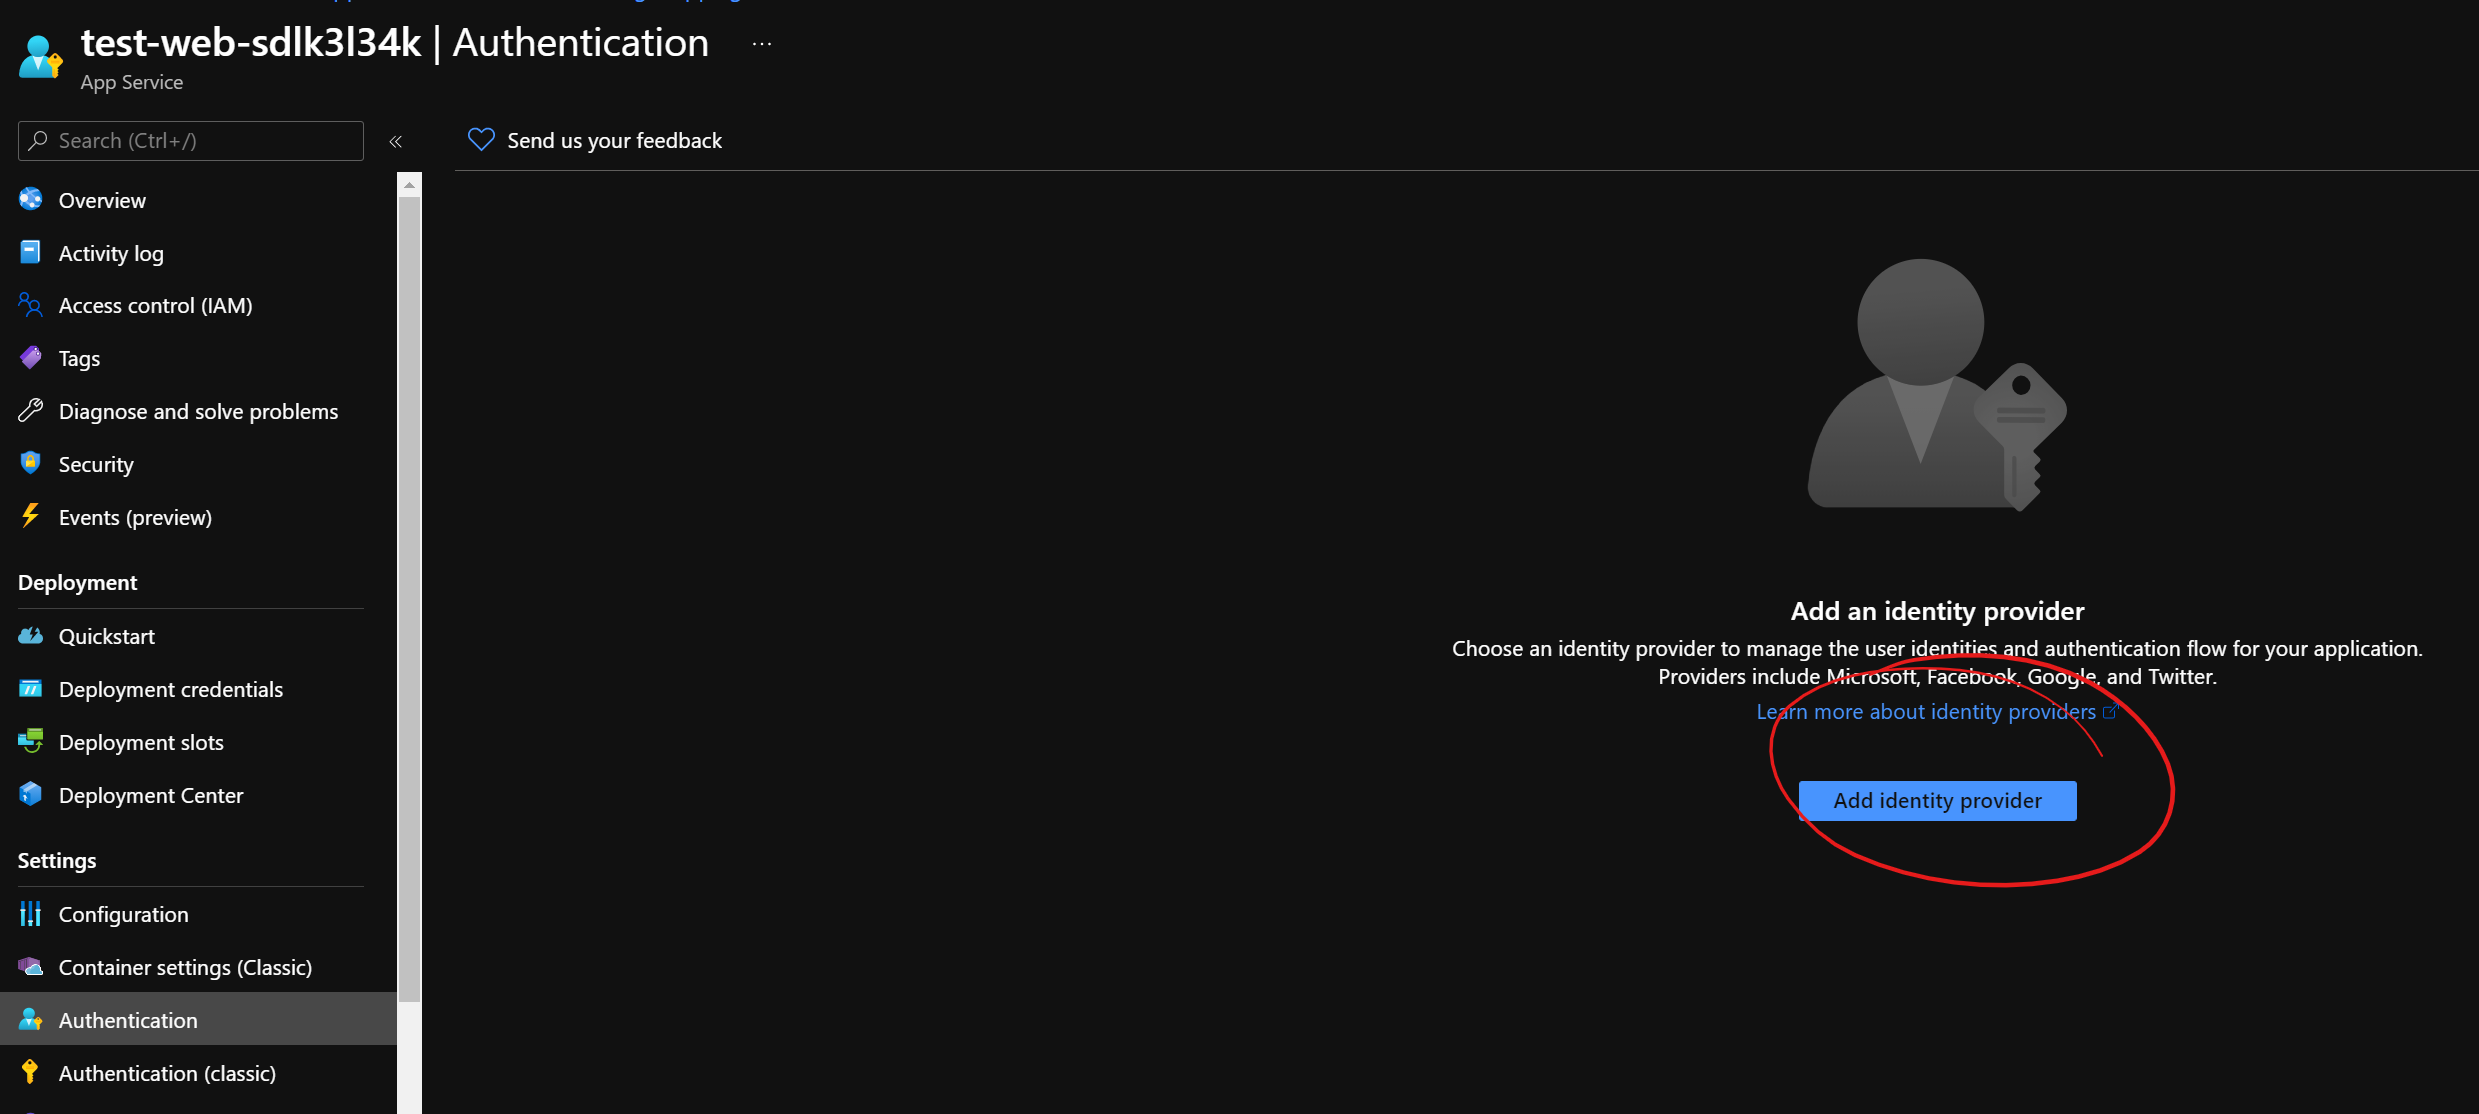 test-web-sdlk3l34k | Authentication ...
App Service
Search (Ctrl+/)
«
Send us your feedback
Overview
Activity log
Access control (IAM)
Tags
Diagnose and solve problems
Security
Events (preview)
Deployment
Quickstart
Deployment credentials
Deployment slots
Deployment Center
Settings
Configuration
Container settings (Classic)
Authentication
Authentication (classic)
Add an identity provider
Choose an identity provider to manage the user identities and authentication flow for your application.
Providers include Microsoft, Facebook, Google, and Twitter.
Learn more about identity providers
Add identity provider